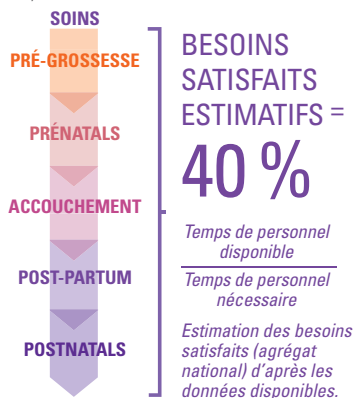 SOINS
PRÉ-GROSSESSE
PRÉNATALS
ACCOUCHEMENT
POST-PARTUM
POSTNATALS
BESOINS
SATISFAITS
ESTIMATIFS =
40 %
Temps de personnel
disponible
Temps de personnel
nécessaire
Estimation des besoins
satisfaits (agrégat
national) d’après les
données disponibles.